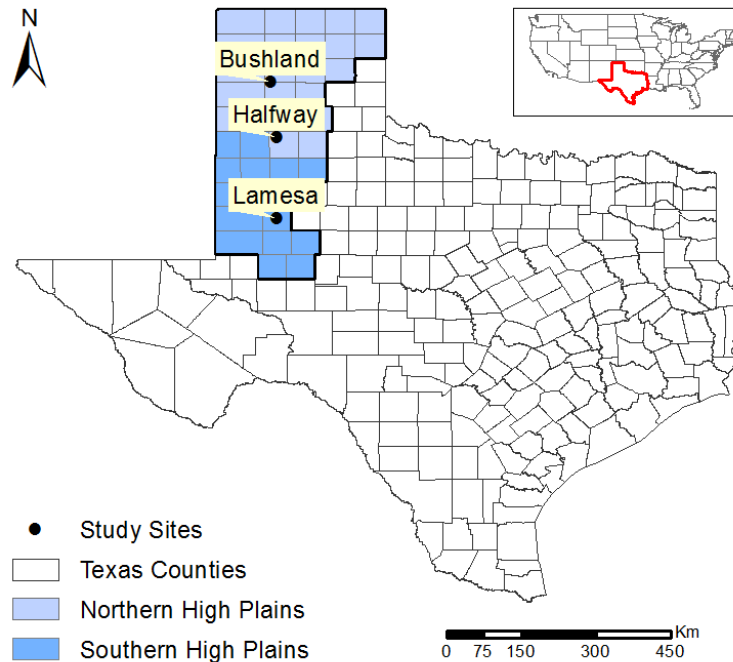 N
Bushland
Halfway
Lamesa
Study Sites
Texas Counties
Northern High Plains
Southern High Plains
Km
0 75 150 300 450